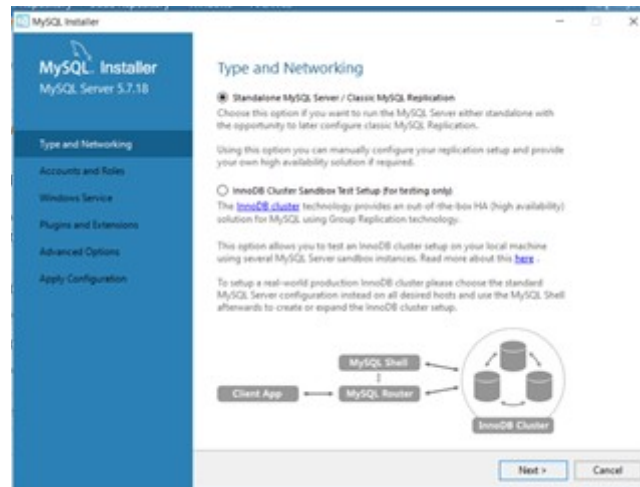 MySQL Installer
MySQL Installer
MySQL Server 5.7.18
Type and Networking
Accounts and Roles
Windows Service
Plugins and Extensions
Advanced Options
Apply Configuration
Type and Networking
Standalone MySQL Server / Classic MySQL Replication
Choose this option if you want to run the MySQL Server either standalone with
the opportunity to later configure classic MySQL Replication.
Using this option you can manually configure your replication setup and provide
your own high availability solution if required.
InnoDB Cluster Sandbox Test Setup (for testing only)
The InnoDB cluster technology provides an out-of-the-box HA (high availability)
solution for MySQL using Group Replication technology.
This option allows you to test an InnoDB cluster setup on your local machine
using several MySQL Server sandbox instances. Read more about this here .
To setup a real-world production InnoDB cluster please choose the standard
MySQL Server configuration instead on all desired hosts and use the MySQL Shell
afterwards to create or expand the InnoDB cluster setup.
MySQL Shell
Client App
MySQL Router
InnoDB Cluster
Next >
Cancel